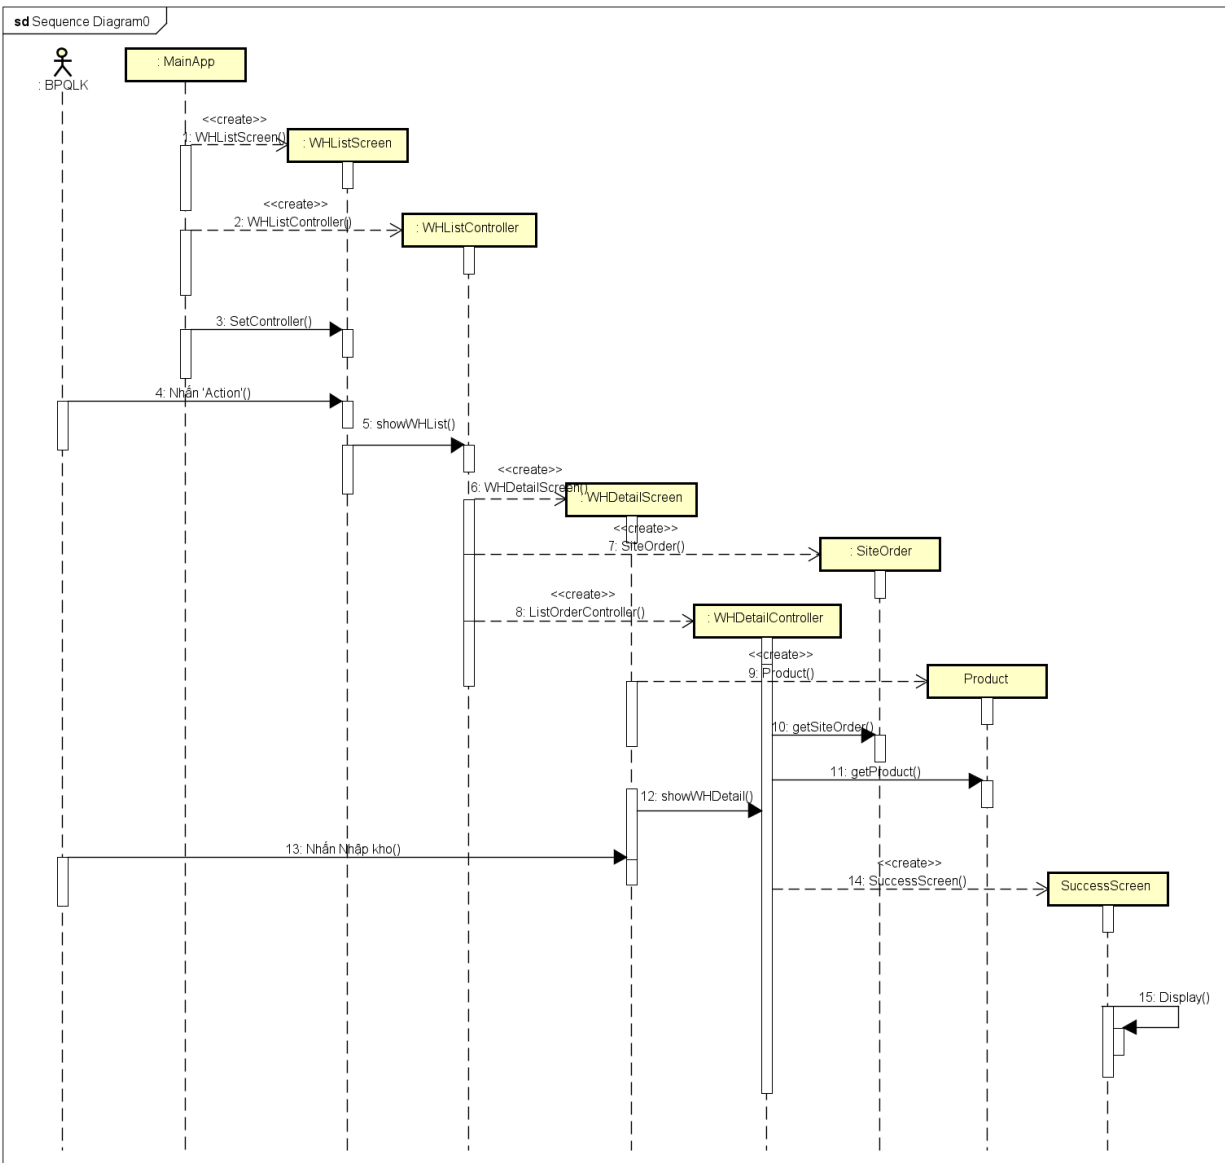 sd Sequence Diagram0
: BPQLK
: MainApp
<<create>>
1: WHListScreen()
: WHListScreen
<<create>>
2: WHListController()
: WHListController
3: SetController()
4: Nhấn 'Action'()
5: showWHList()
<<create>>
6: WHDetailScreen()
: WHDetailScreen
<<create>>
7: SiteOrder()
: SiteOrder
<<create>>
8: ListOrderController()
: WHDetailController
<<create>>
9: Product()
Product
10: getSiteOrder()
11: getProduct()
12: showWHDetail()
13: Nhấn Nhập kho()
<<create>>
14: SuccessScreen()
SuccessScreen
15: Display()